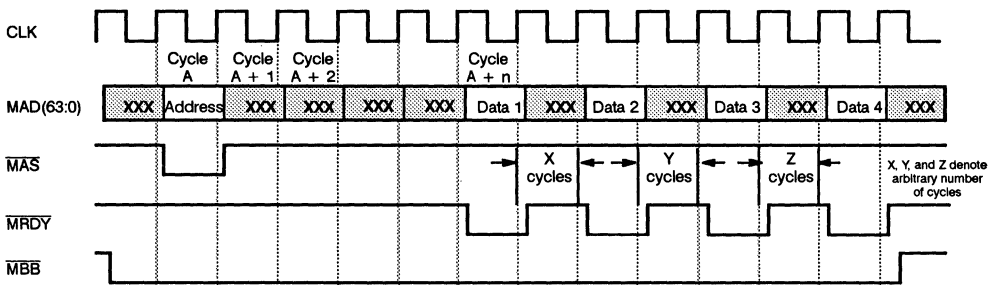 CLK
Cycle A
Cycle A + 1
Cycle A + 2
Cycle A + n
MAD(63:0)
XXX Address XXX XXX XXX XXX Data 1 XXX Data 2 XXX Data 3 XXX Data 4 XXX
MAS
X cycles
Y cycles
Z cycles
X, Y, and Z denote
arbitrary number
of cycles
MRDY
MBB